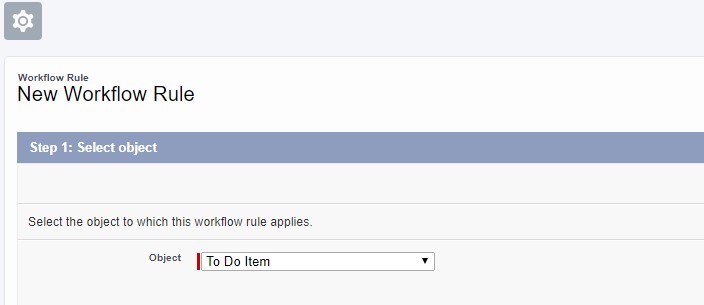 Workflow Rule
New Workflow Rule
Step 1: Select object
Select the object to which this workflow rule applies.
Object To Do Item